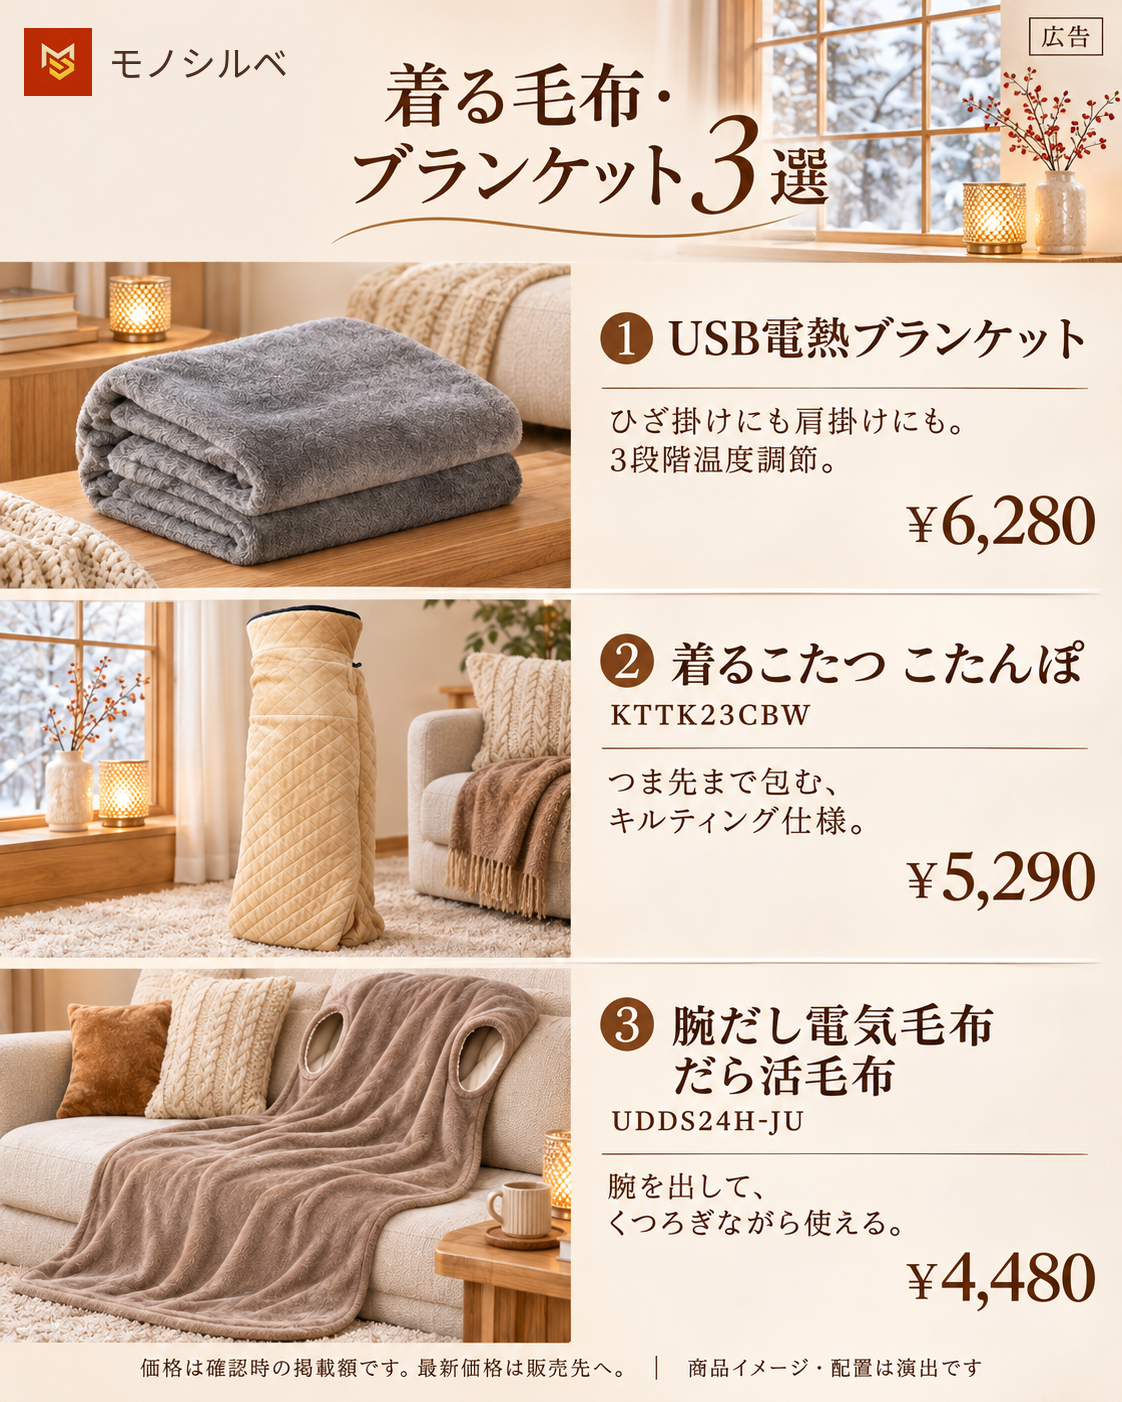 モノシルベ
広告
着る毛布・
ブランケット3選
1 USB電熱ブランケット
ひざ掛けにも肩掛けにも。
3段階温度調節。
¥6,280
2 着るこたつ こたんぽ
KTTK23CBW
つま先まで包む、
キルティング仕様。
¥5,290
3 腕だし電気毛布
だら活毛布
UDDS24H-JU
腕を出して、
くつろぎながら使える。
¥4,480
価格は確認時の掲載額です。最新価格は販売先へ。 | 商品イメージ・配置は演出です